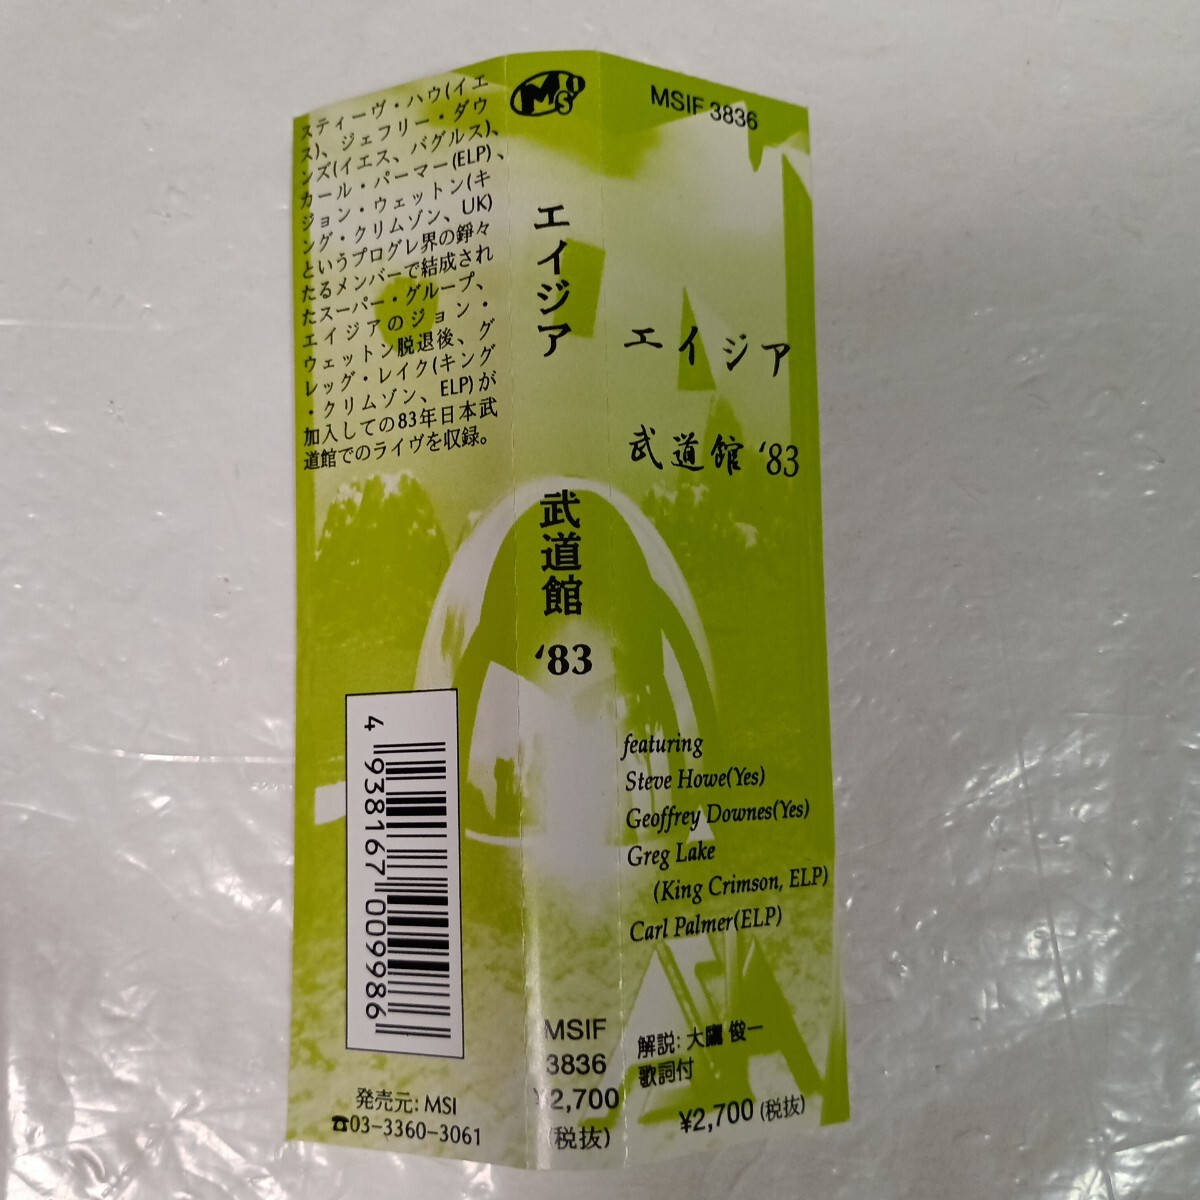 スティーヴ・ハウ(イエ
ス)、ジェフリー・ダウ
ンズ(イエス、バグルス)、
カール・パーマー(ELP)、
ジョン・ウェットン(キ
ング・クリムゾン、UK)
というプログレ界の錚々
たるメンバーで結成され
たスーパー・グループ、
エイジアのジョン・
ウェットン脱退後、グ
レッグ・レイク(キング
・クリムゾン、ELP)が
加入しての83年日本武
道館でのライヴを収録。
4 938167 009986
発売元: MSI
☎03-3360-3061
MSI
エイジア
武道館
'83
MSIF
3836
¥2,700
(税抜)
MSIF 3836
エイジア
武道館 '83
featuring
Steve Howe(Yes)
Geoffrey Downes(Yes)
Greg Lake
(King Crimson, ELP)
Carl Palmer(ELP)
解説: 大鷹 俊一
歌詞付
¥2,700 (税抜)